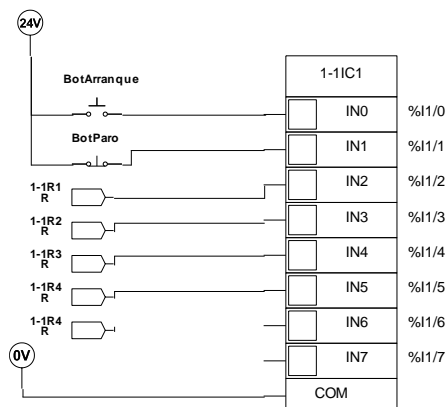 24V
1-1IC1
BotArranque
IN0 %I1/0
BotParo
IN1 %I1/1
1-1R1
R
IN2 %I1/2
1-1R2
R
IN3 %I1/3
1-1R3
R
IN4 %I1/4
1-1R4
R
IN5 %I1/5
1-1R4
R
IN6 %I1/6
0V
IN7 %I1/7
COM